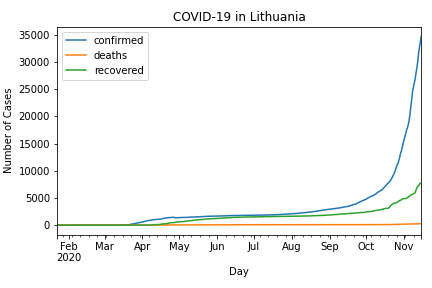 COVID-19 in Lithuania
confirmed
deaths
recovered
Number of Cases
35000
30000
25000
20000
15000
10000
5000
0
Feb Mar Apr May Jun Jul Aug Sep Oct Nov
2020
Day